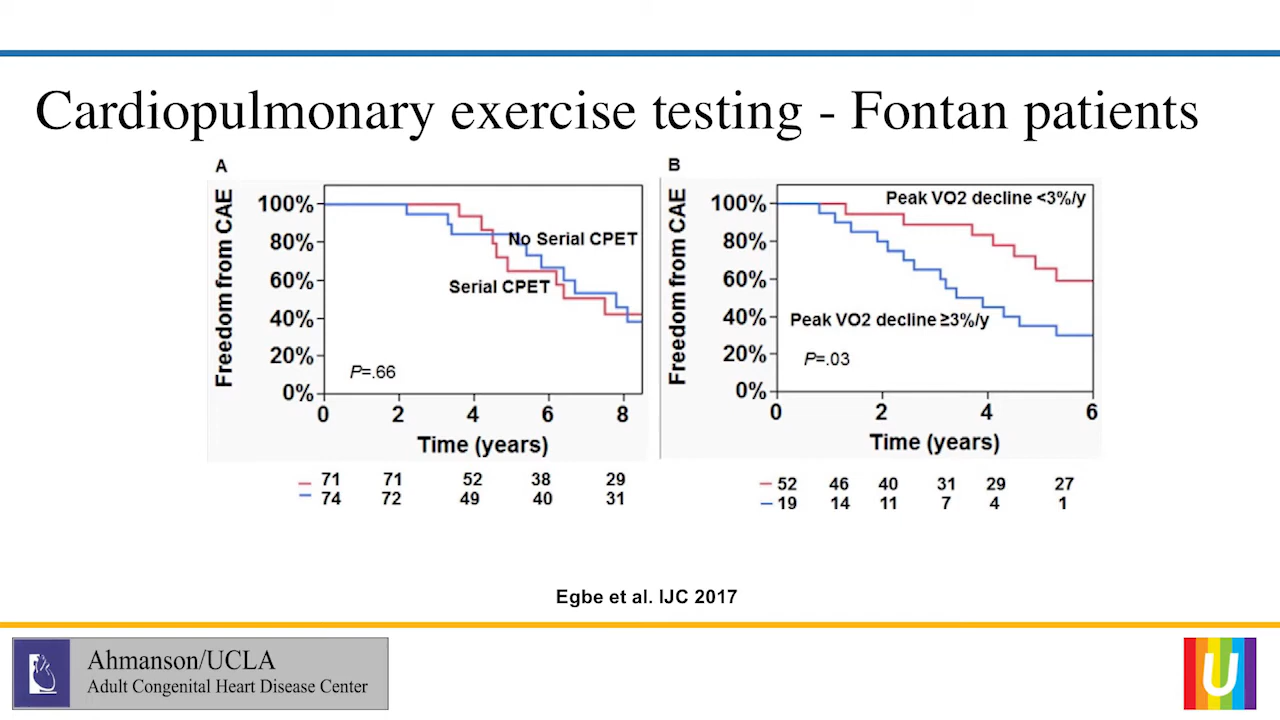 Cardiopulmonary exercise testing - Fontan patients
A
Freedom from CAE
100%
80%
60%
40%
20%
0%
No Serial CPET
Serial CPET
P=.66
0 2 4 6 8
Time (years)
71 71 52 38 29
74 72 49 40 31
B
Freedom from CAE
100%
80%
60%
40%
20%
0%
Peak VO2 decline <3%/y
Peak VO2 decline ≥3%/y
P=.03
0 2 4 6
Time (years)
52 46 40 31 29 27
19 14 11 7 4 1
Egbe et al. IJC 2017
Ahmanson/UCLA
Adult Congenital Heart Disease Center
U